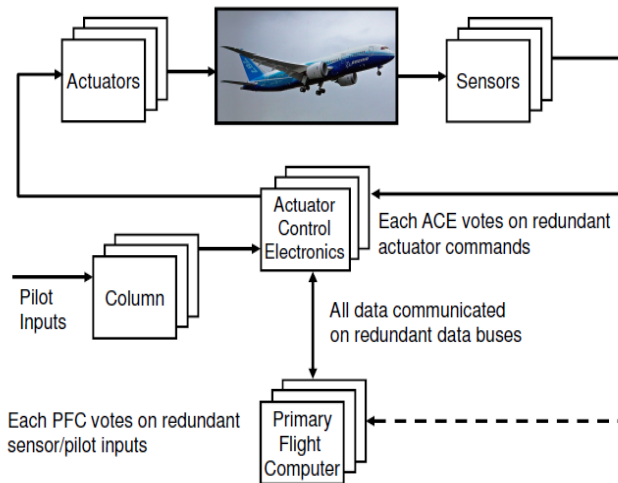 Actuators
Sensors
Actuator
Control
Electronics
Each ACE votes on redundant
actuator commands
Pilot
Inputs
Column
All data communicated
on redundant data buses
Each PFC votes on redundant
sensor/pilot inputs
Primary
Flight
Computer